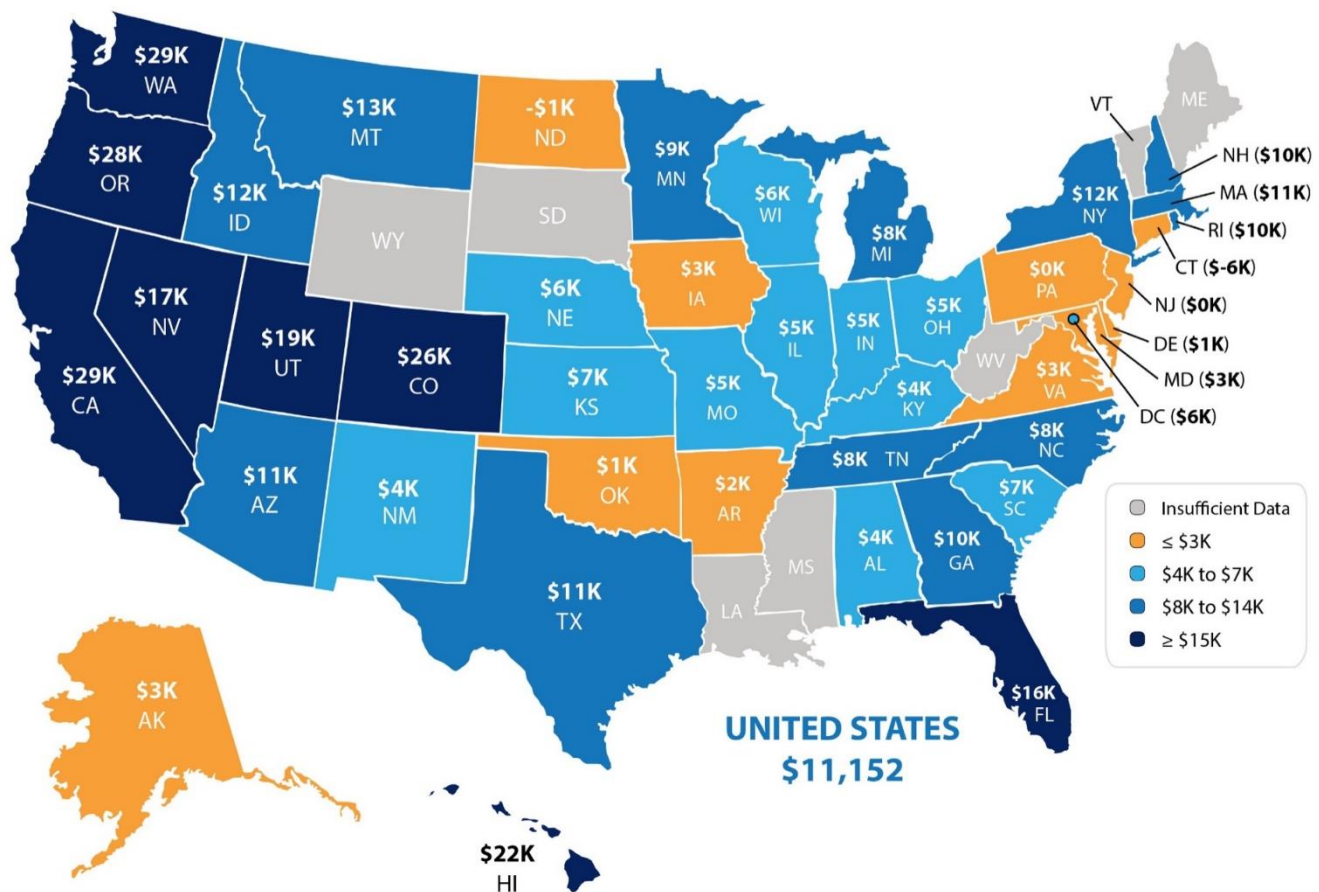 $29K
WA
$28K
OR
$29K
CA
$17K
NV
$12K
ID
$13K
MT
WY
$19K
UT
$26K
CO
$11K
AZ
$4K
NM
-$1K
ND
SD
$6K
NE
$7K
KS
$1K
OK
$11K
TX
$9K
MN
$3K
IA
$5K
MO
$2K
AR
LA
$6K
WI
$5K
IL
$8K
MI
$5K
IN
$5K
OH
$4K
KY
$8K TN
MS
$4K
AL
$10K
GA
$16K
FL
$7K
SC
$8K
NC
$3K
VA
WV
$0K
PA
$12K
NY
VT
ME
NH ($10K)
MA ($11K)
RI ($10K)
CT ($-6K)
NJ ($0K)
DE ($1K)
MD ($3K)
DC ($6K)
Insufficient Data
≤ $3K
$4K to $7K
$8K to $14K
≥ $15K
UNITED STATES
$11,152
$3K
AK
$22K
HI